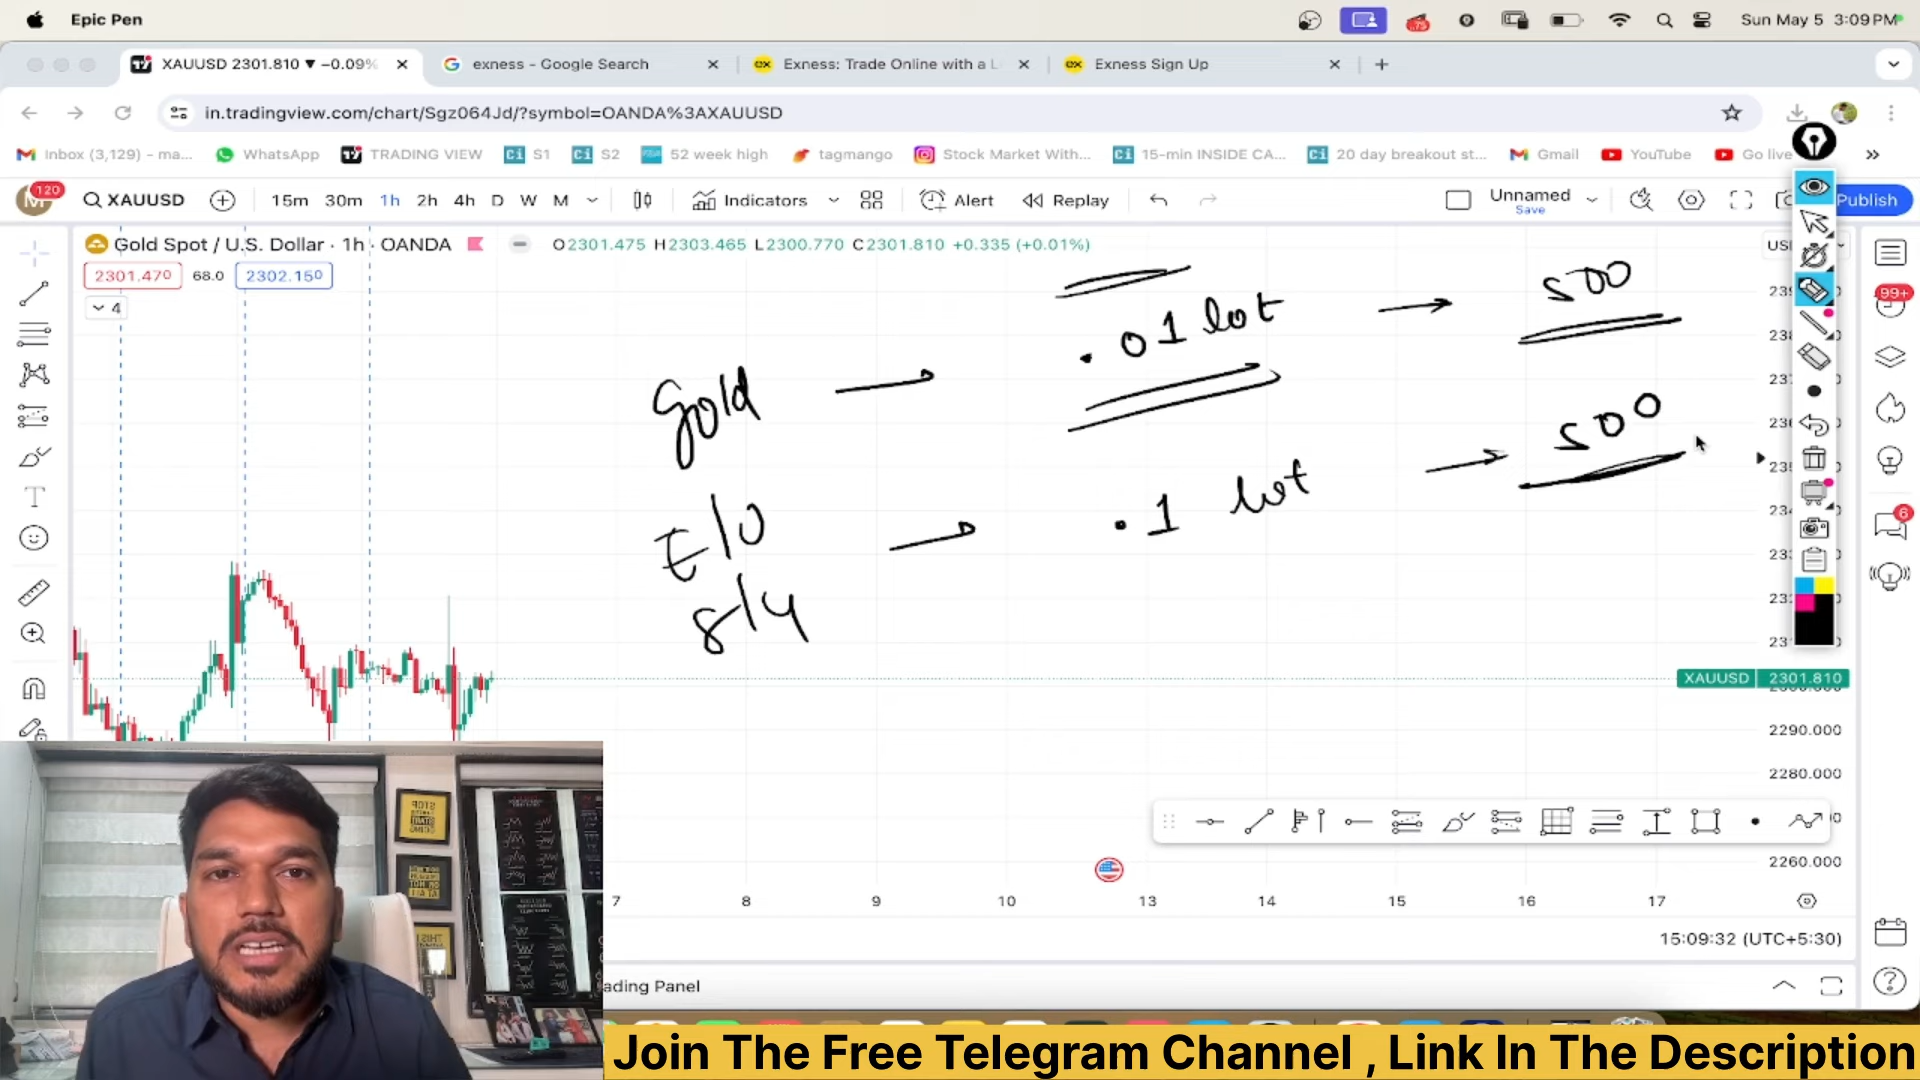 Epic Pen
Sun May 5 3:09 PM
XAUUSD 2301.810 ▼ −0.09%
exness - Google Search
Exness: Trade Online with a L
Exness Sign Up
in.tradingview.com/chart/Sgz064Jd/?symbol=OANDA%3AXAUUSD
Inbox (3,129) - ma...
WhatsApp
TRADING VIEW
S1
S2
52 week high
tagmango
Stock Market With...
15-min INSIDE CA...
20 day breakout st...
Gmail
YouTube
Go live
120
XAUUSD
15m 30m 1h 2h 4h D W M
Indicators
Alert
Replay
Unnamed
Save
Publish
Gold Spot / U.S. Dollar · 1h · OANDA
O2301.475 H2303.465 L2300.770 C2301.810 +0.335 (+0.01%)
2301.470 68.0 2302.150
4
99+
6
Gold → .01 lot → 500
E/U → .1 lot → 500
XAUUSD 2301.810
2290.000
2280.000
2260.000
7 8 9 10 13 14 15 16 17
15:09:32 (UTC+5:30)
ading Panel
Join The Free Telegram Channel , Link In The Description